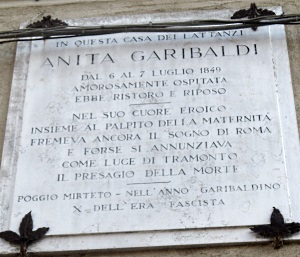 IN QUESTA CASA DEI LATTANZI
ANITA GARIBALDI
DAL 6 AL 7 LUGLIO 1849
AMOROSAMENTE OSPITATA
EBBE RISTORO E RIPOSO
NEL SUO CUORE EROICO
INSIEME AL PALPITO DELLA MATERNITÁ
FREMEVA ANCORA IL SOGNO DI ROMA
E FORSE SI ANNUNZIAVA
COME LUCE DI TRAMONTO
IL PRESAGIO DELLA MORTE
POGGIO MIRTETO - NELL'ANNO GARIBALDINO
X DELL'ERA FASCISTA